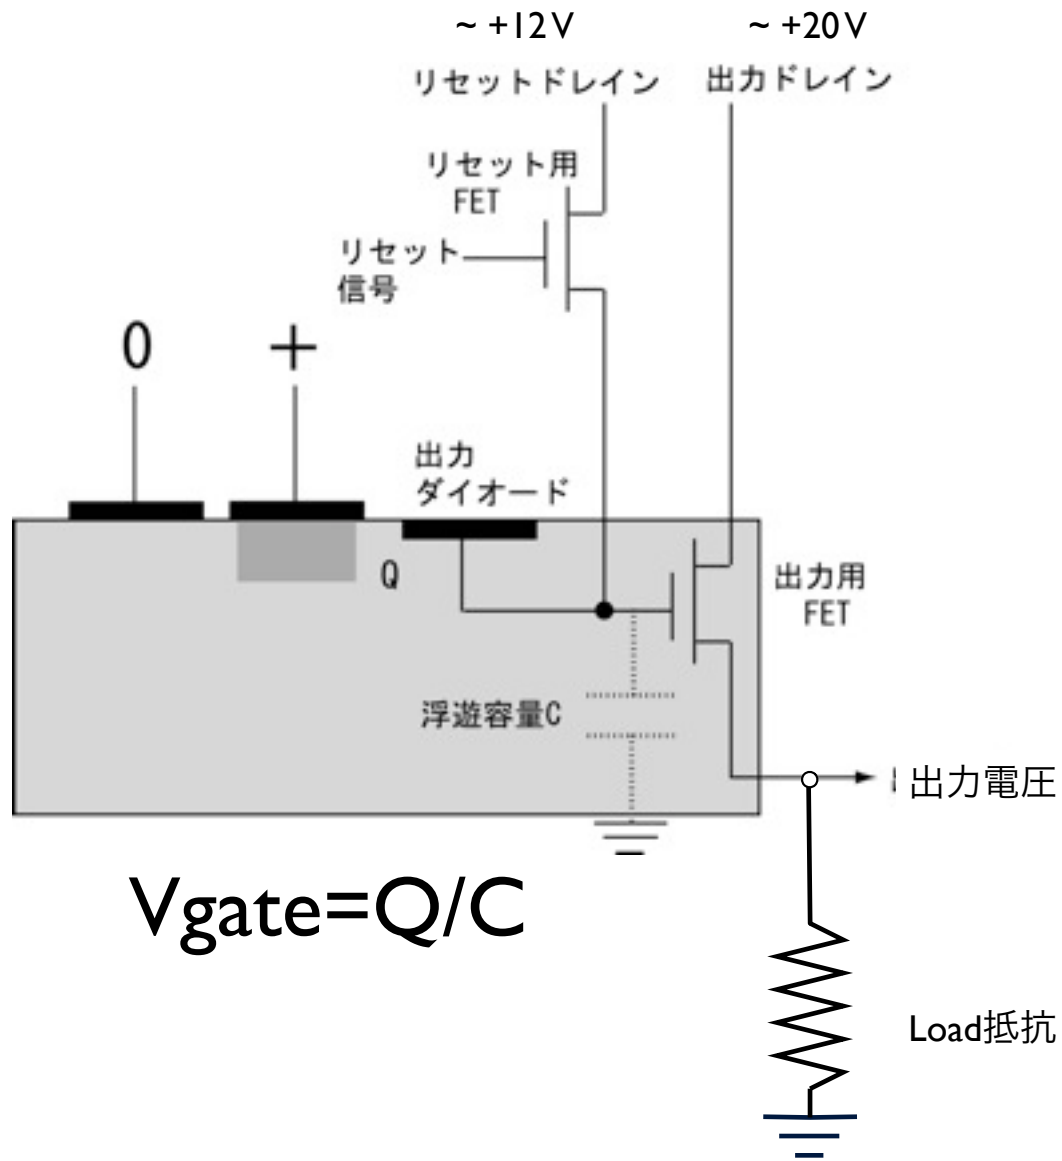 ~ +12V
~ +20V
リセットドレイン
出力ドレイン
リセット用
FET
リセット
信号
0
+
出力
ダイオード
Q
出力用
FET
浮遊容量C
出力電圧
Vgate=Q/C
Load抵抗